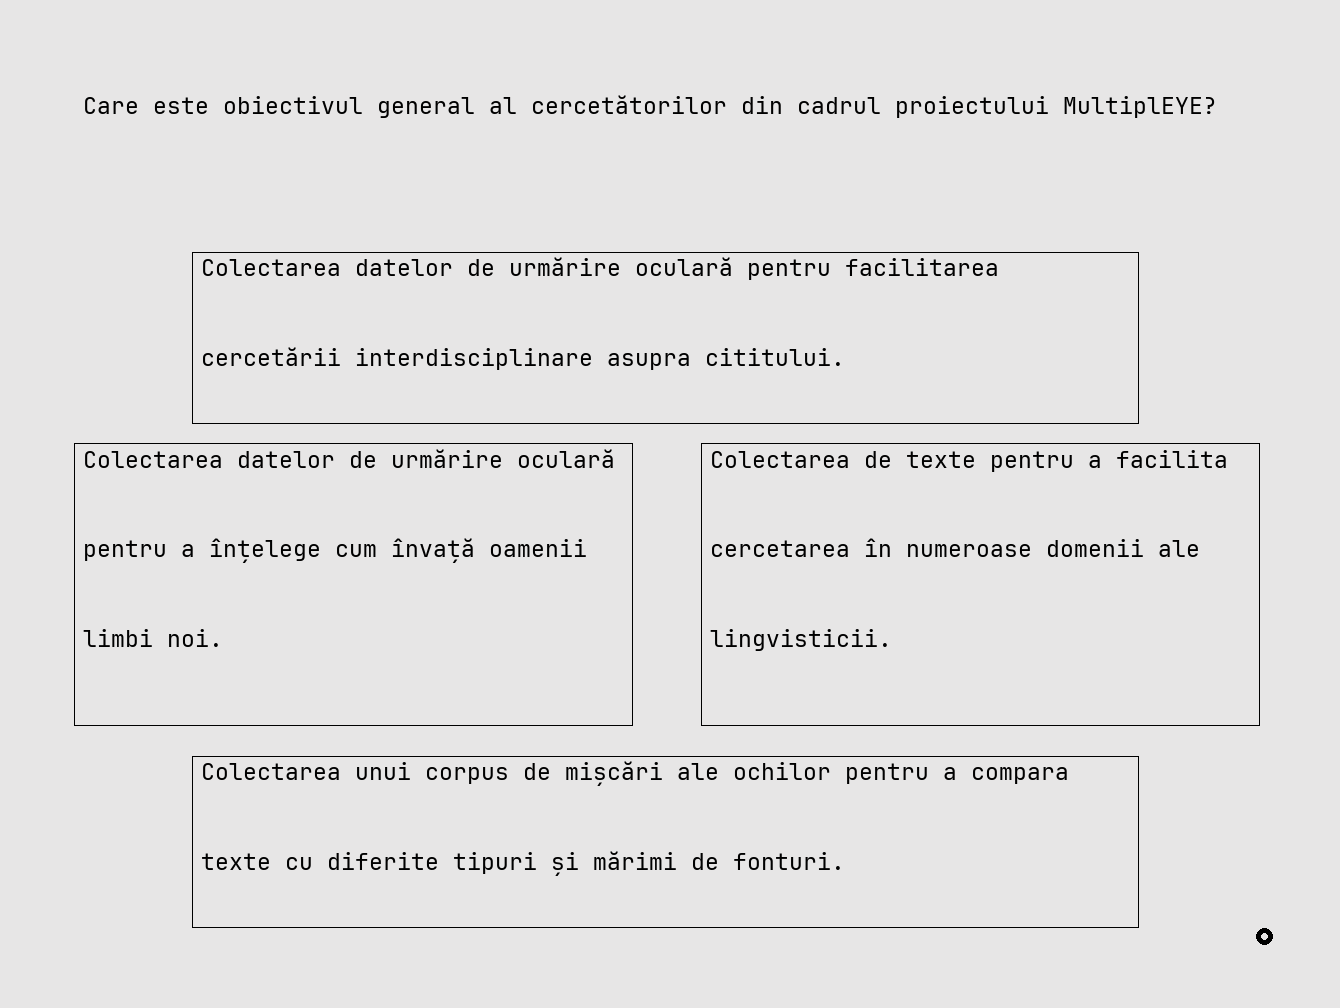 Care este obiectivul general al cercetătorilor din cadrul proiectului MultiplEYE?
Colectarea datelor de urmărire oculară pentru facilitarea
cercetării interdisciplinare asupra cititului.
Colectarea datelor de urmărire oculară
pentru a înțelege cum învață oamenii
limbi noi.
Colectarea de texte pentru a facilita
cercetarea în numeroase domenii ale
lingvisticii.
Colectarea unui corpus de mișcări ale ochilor pentru a compara
texte cu diferite tipuri și mărimi de fonturi.